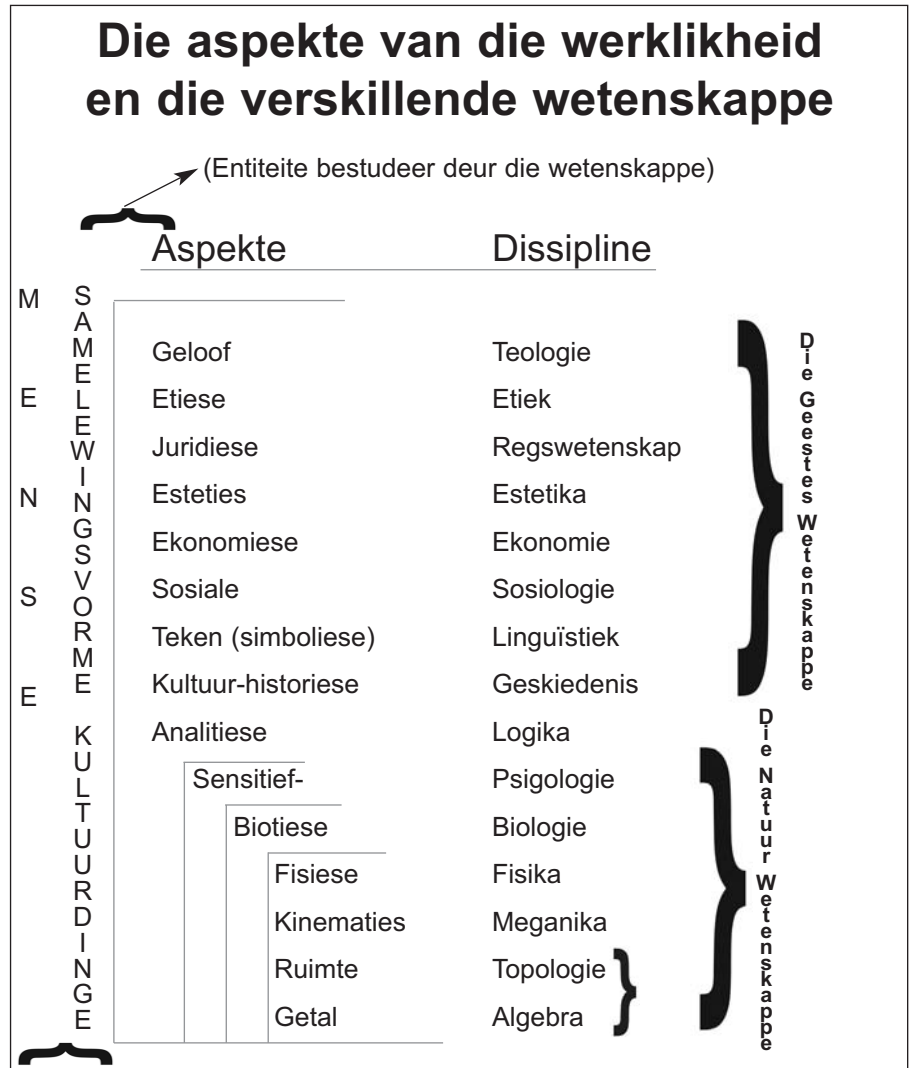 Die aspekte van die werklikheid
en die verskillende wetenskappe
(Entiteite bestudeer deur die wetenskappe)
Aspekte Dissipline
MENSE
SAMELEWINGSVORME KULTUURDINGE
Geloof Teologie
Etiese Etiek
Juridiese Regswetenskap
Esteties Estetika
Ekonomiese Ekonomie
Sosiale Sosiologie
Teken (simboliese) Linguïstiek
Kultuur-historiese Geskiedenis
Analitiese Logika
Sensitief- Psigologie
Biotiese Biologie
Fisiese Fisika
Kinematies Meganika
Ruimte Topologie
Getal Algebra
Die Geestes Wetenskappe
Die Natuur Wetenskappe